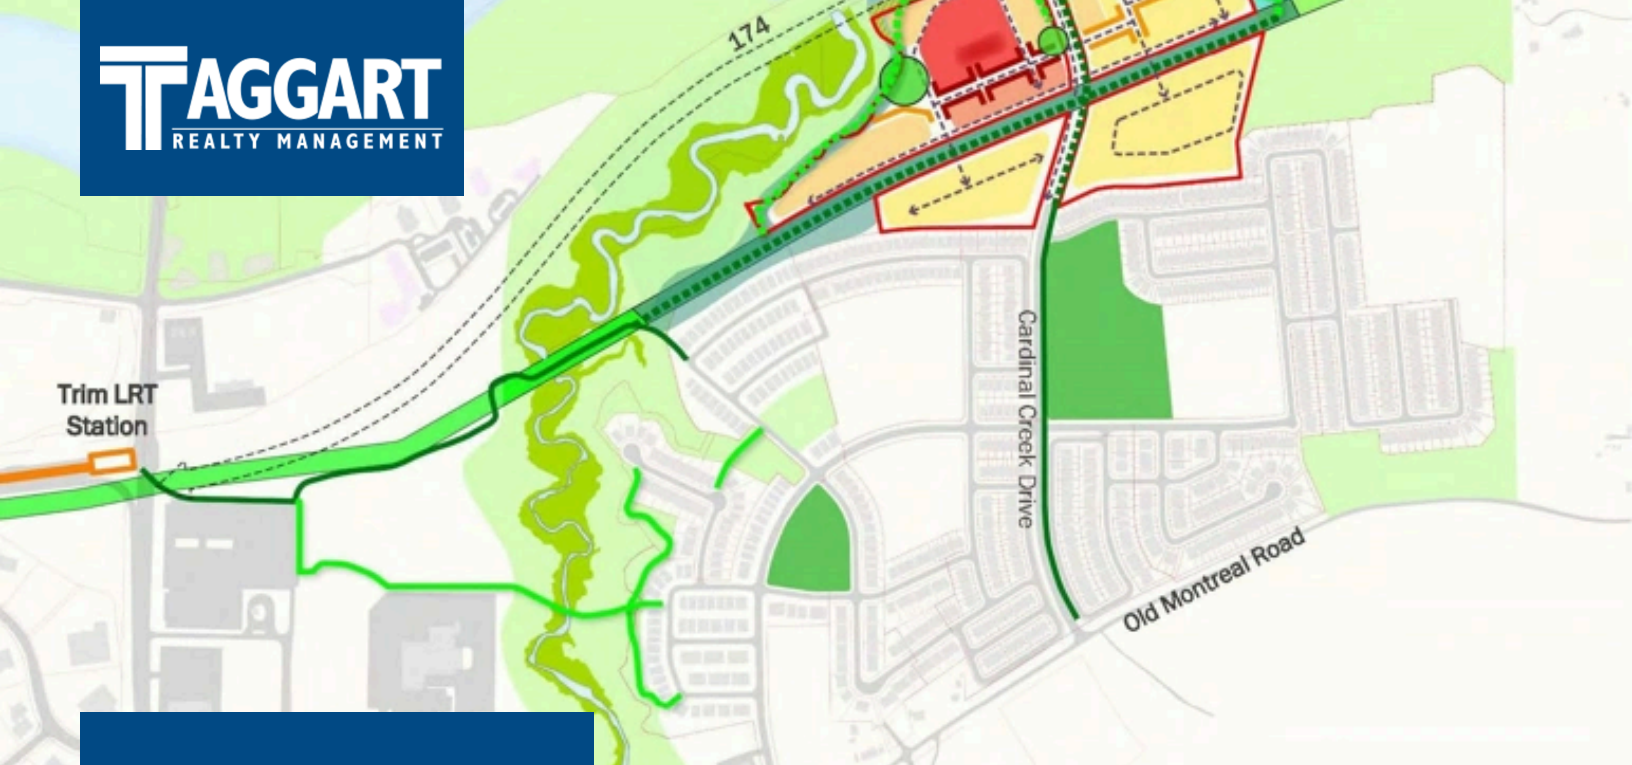 TAGGART
REALTY MANAGEMENT
174
Trim LRT
Station
Cardinal Creek Drive
Old Montreal Road